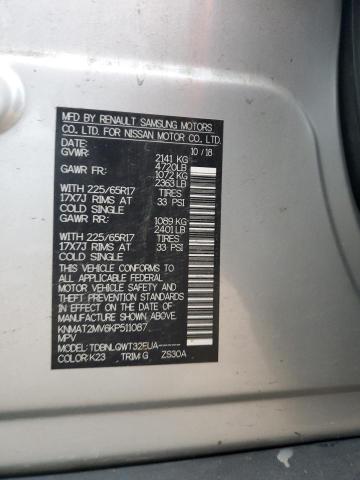 MFD BY RENAULT SAMSUNG MOTORS
CO. LTD. FOR NISSAN MOTOR CO. LTD.
DATE: 10 / 18
GVWR: 2141 KG
4720LB
GAWR FR: 1072 KG
2363 LB
WITH 225/65R17 TIRES
17X7J RIMS AT 33 PSI
COLD SINGLE
GAWR RR: 1089 KG
2401 LB
WITH 225/65R17 TIRES
17X7J RIMS AT 33 PSI
COLD SINGLE
THIS VEHICLE CONFORMS TO ALL
APPLICABLE FEDERAL MOTOR
VEHICLE SAFETY AND THEFT
PREVENTION STANDARDS IN
EFFECT ON THE DATE OF
MANUFACTURE SHOWN ABOVE.
KNMAT2MV6KP511087
MPV
MODEL: TDBNLQWT32EUA-----
COLOR: K23 TRIM: G ZS30A